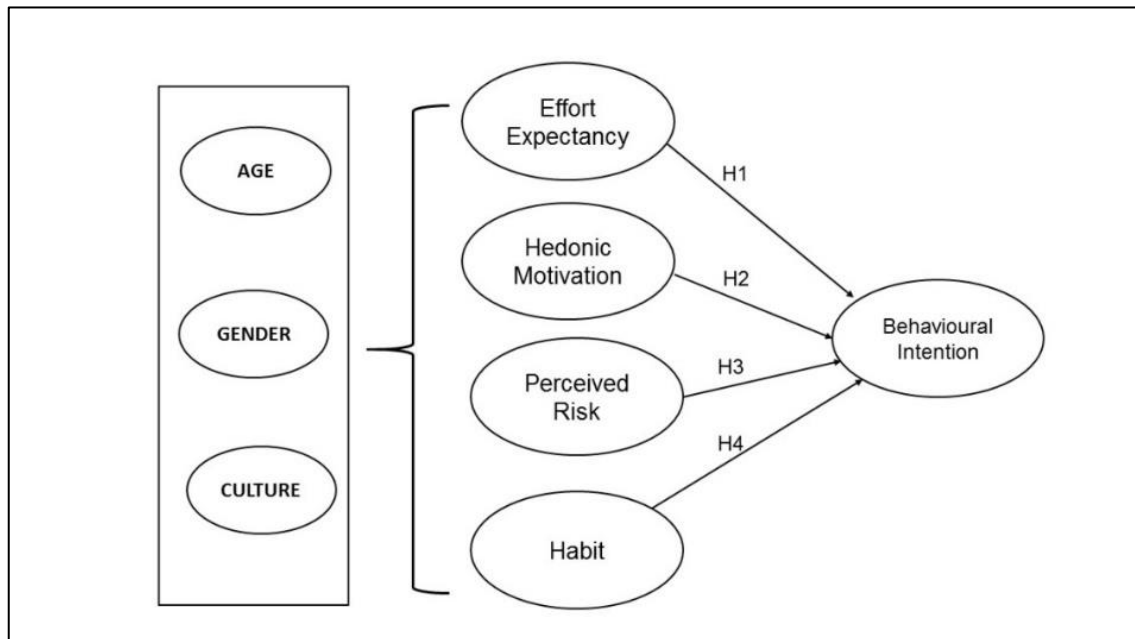 AGE
GENDER
CULTURE
Effort
Expectancy
Hedonic
Motivation
Perceived
Risk
Habit
H1
H2
H3
H4
Behavioural
Intention